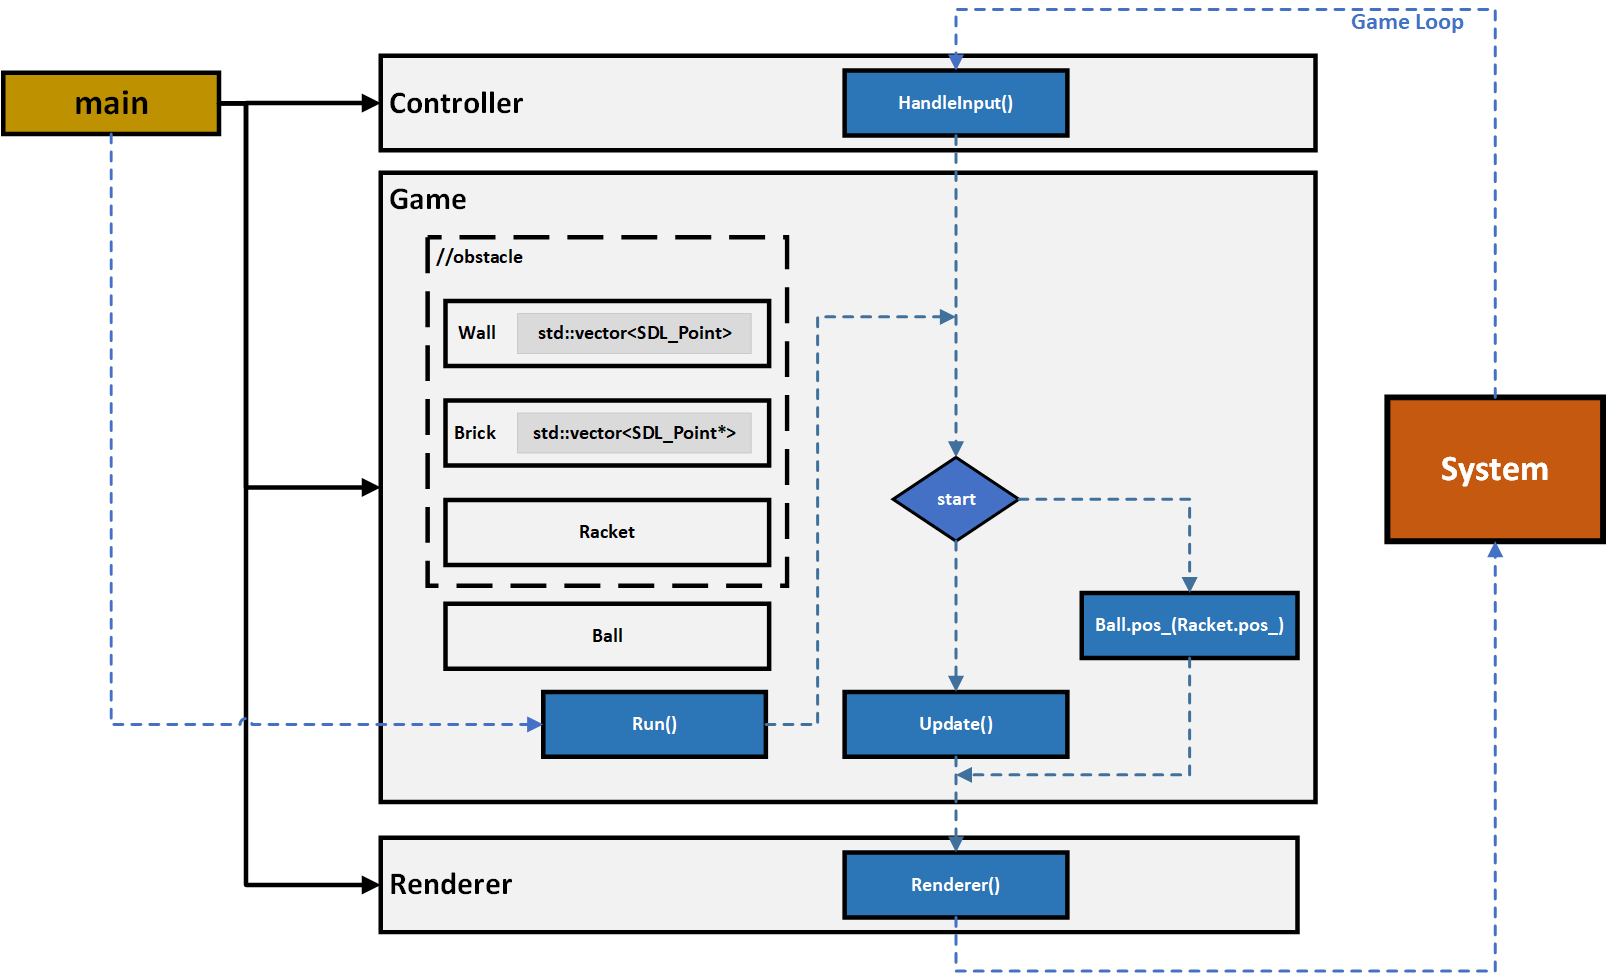 Game Loop
main
Controller
HandleInput()
Game
//obstacle
Wall
std::vector<SDL_Point>
Brick
std::vector<SDL_Point*>
Racket
Ball
Run()
start
Ball.pos_(Racket.pos_)
Update()
System
Renderer
Renderer()